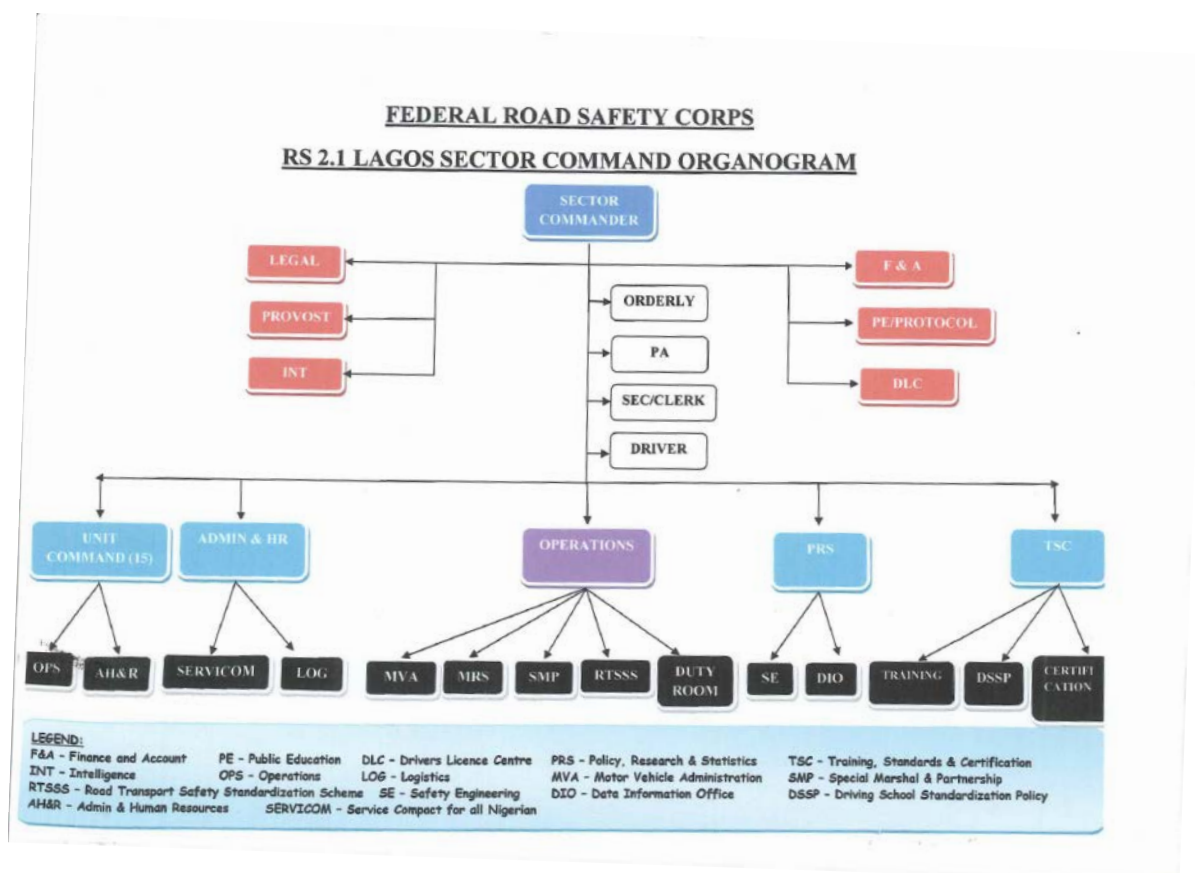 FEDERAL ROAD SAFETY CORPS
RS 2.1 LAGOS SECTOR COMMAND ORGANOGRAM
SECTOR
COMMANDER
LEGAL
F & A
ORDERLY
PROVOST
PE/PROTOCOL
PA
INT
DLC
SEC/CLERK
DRIVER
UNIT
COMMAND (15)
ADMIN & HR
OPERATIONS
PRS
TSC
OPS
AH&R
SERVICOM
LOG
MVA
MRS
SMP
RTSSS
DUTY
ROOM
SE
DIO
TRAINING
DSSP
CERTIFI
CATION
LEGEND:
F&A - Finance and Account PE - Public Education DLC - Drivers Licence Centre PRS - Policy, Research & Statistics TSC - Training, Standards & Certification
INT - Intelligence OPS - Operations LOG - Logistics MVA - Motor Vehicle Administration SMP - Special Marshal & Partnership
RTSSS - Road Transport Safety Standardization Scheme SE - Safety Engineering DIO - Data Information Office DSSP - Driving School Standardization Policy
AH&R - Admin & Human Resources SERVICOM - Service Compact for all Nigerian